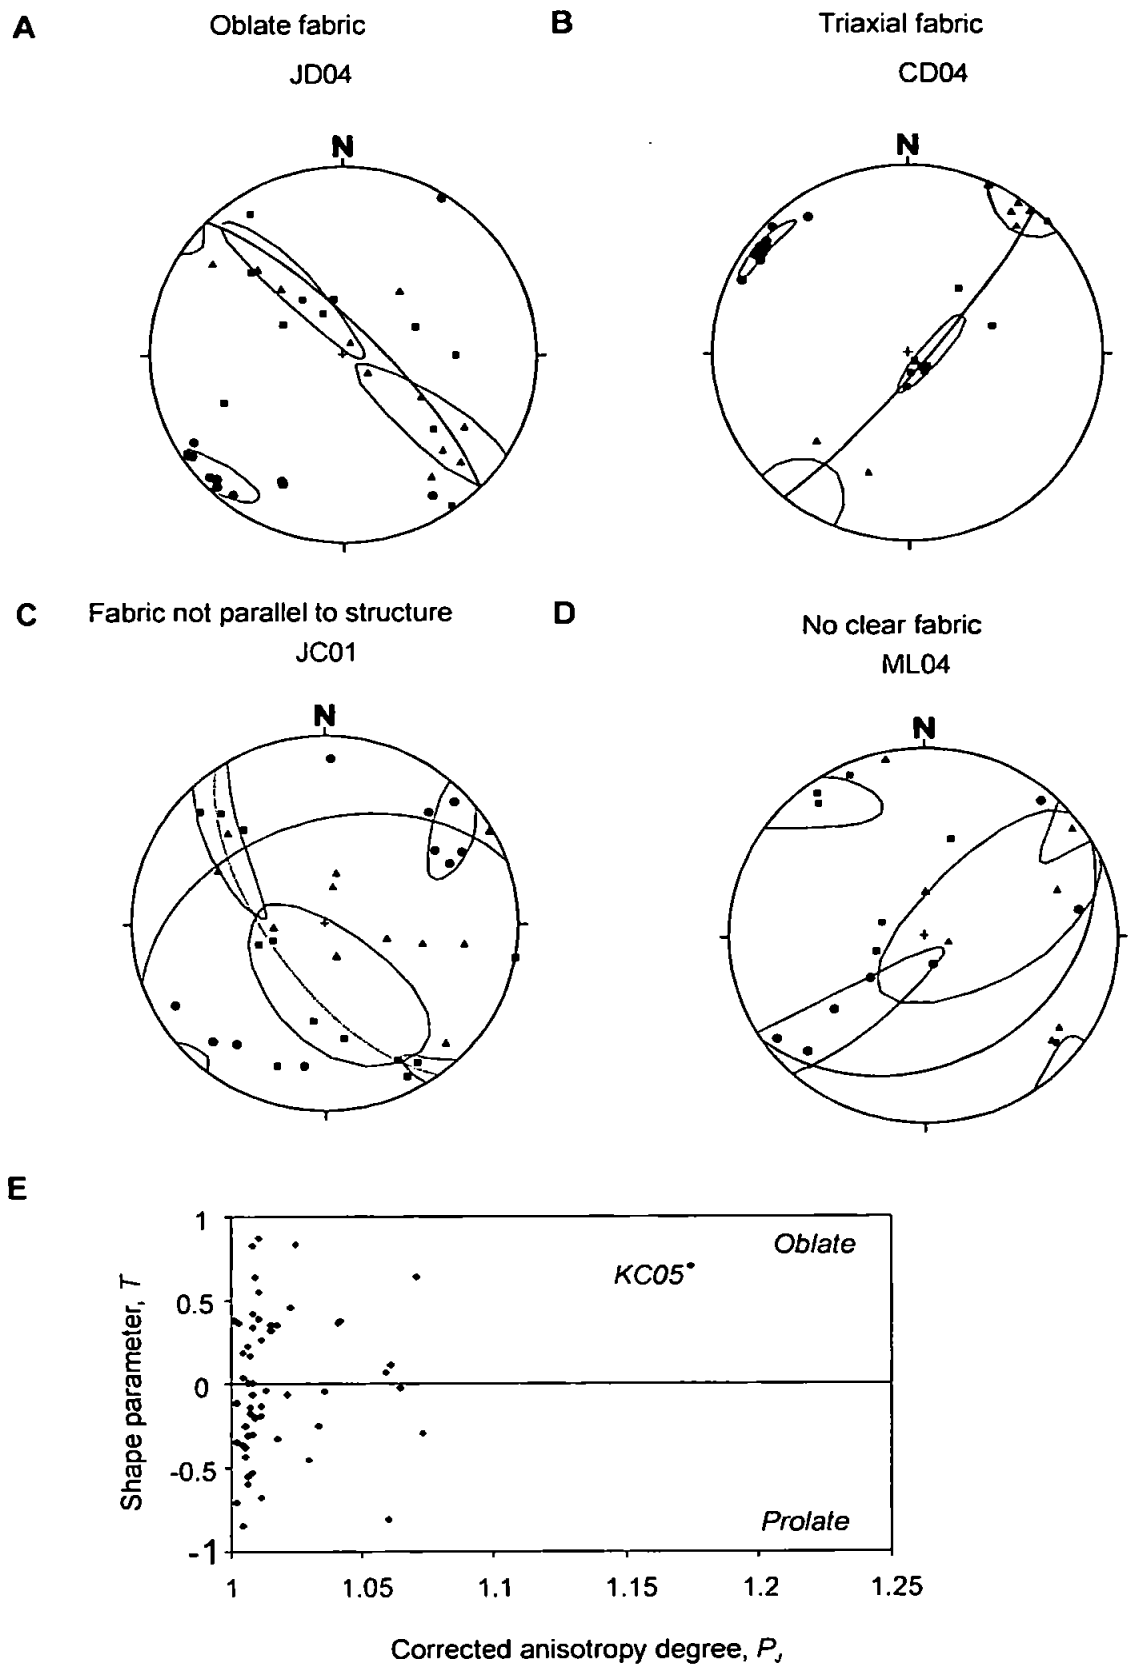 A
Oblate fabric
JD04
N
B
Triaxial fabric
CD04
N
C
Fabric not parallel to structure
JC01
N
D
No clear fabric
ML04
N
E
Shape parameter, T
1
0.5
0
-0.5
-1
Oblate
KC05
Prolate
1
1.05
1.1
1.15
1.2
1.25
Corrected anisotropy degree, PJ